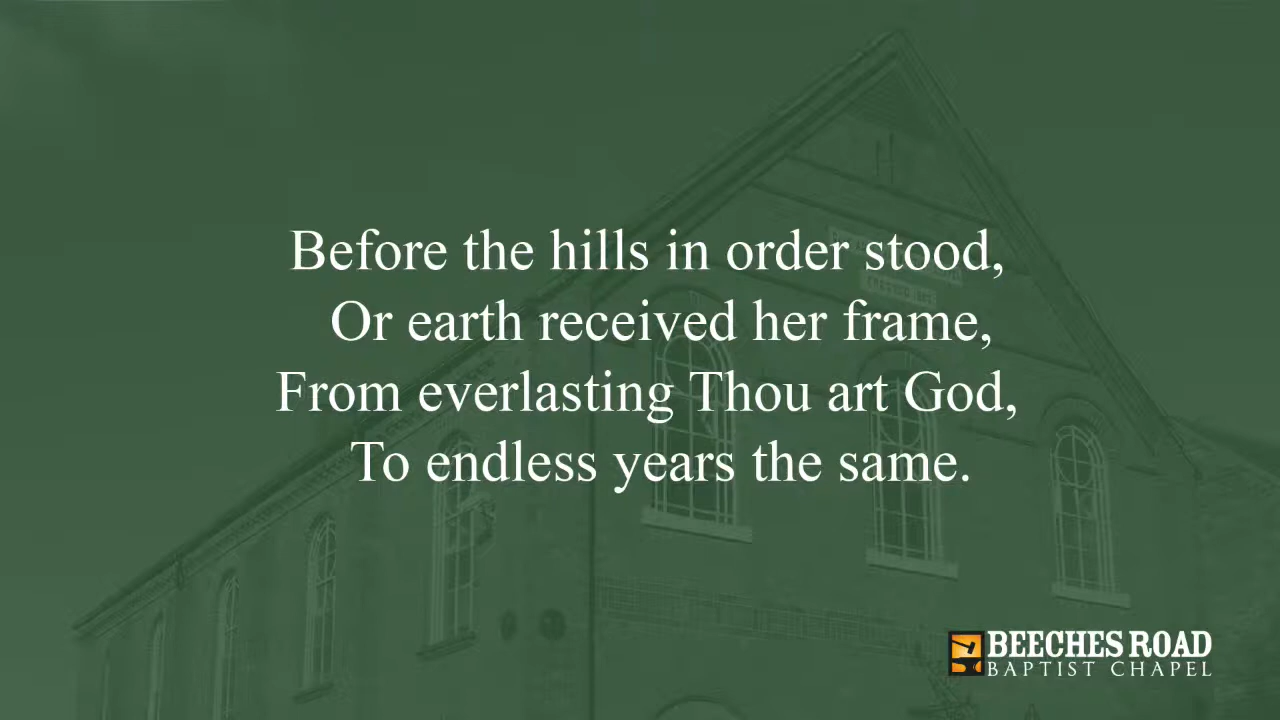 Before the hills in order stood,
Or earth received her frame,
From everlasting Thou art God,
To endless years the same.
BEECHES ROAD
BAPTIST CHAPEL